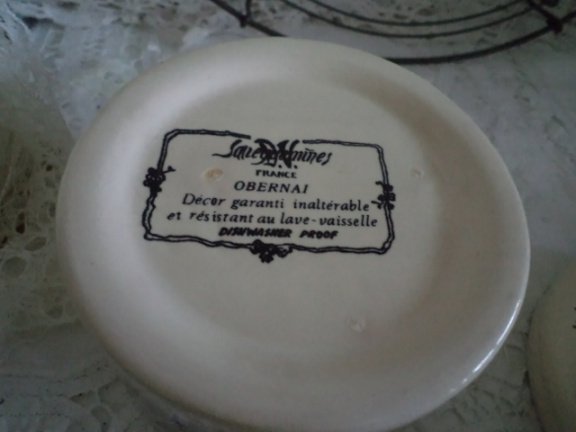 Sarreguemines
FRANCE
OBERNAI
Décor garanti inaltérable
et résistant au lave-vaisselle
DISHWASHER PROOF